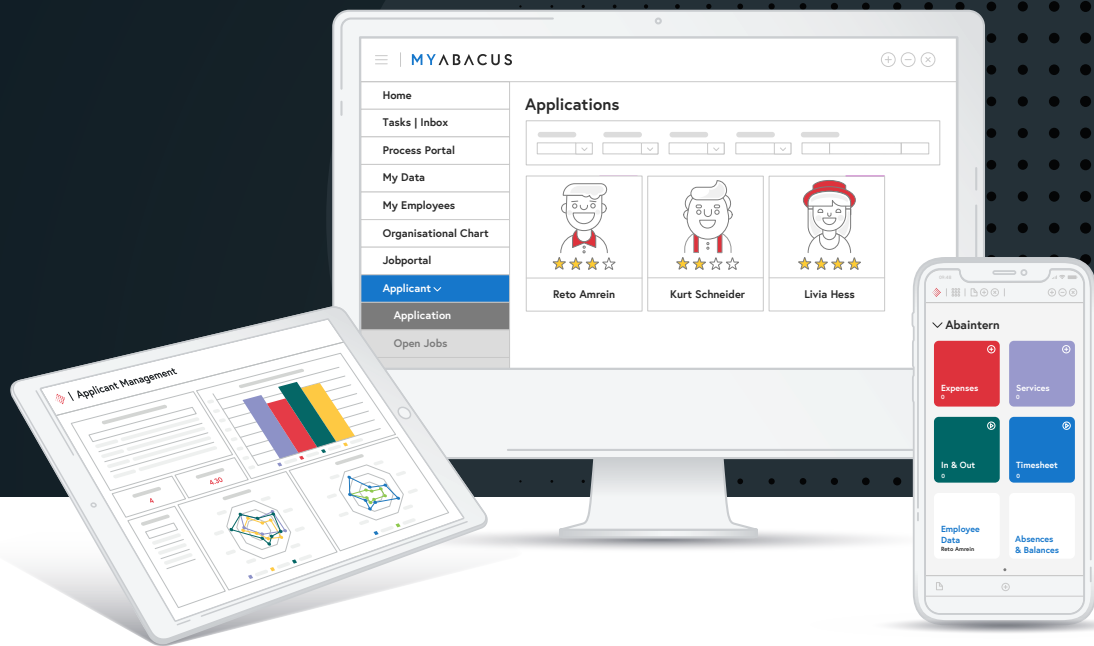 MYΛBΛCUS
Home
Tasks | Inbox
Process Portal
My Data
My Employees
Organisational Chart
Jobportal
Applicant
Application
Open Jobs
Applications
Reto Amrein
Kurt Schneider
Livia Hess
Applicant Management
4
4.30
Abaintern
Expenses
0
Services
0
In & Out
0
Timesheet
0
Employee
Data
Reto Amrein
Absences
& Balances